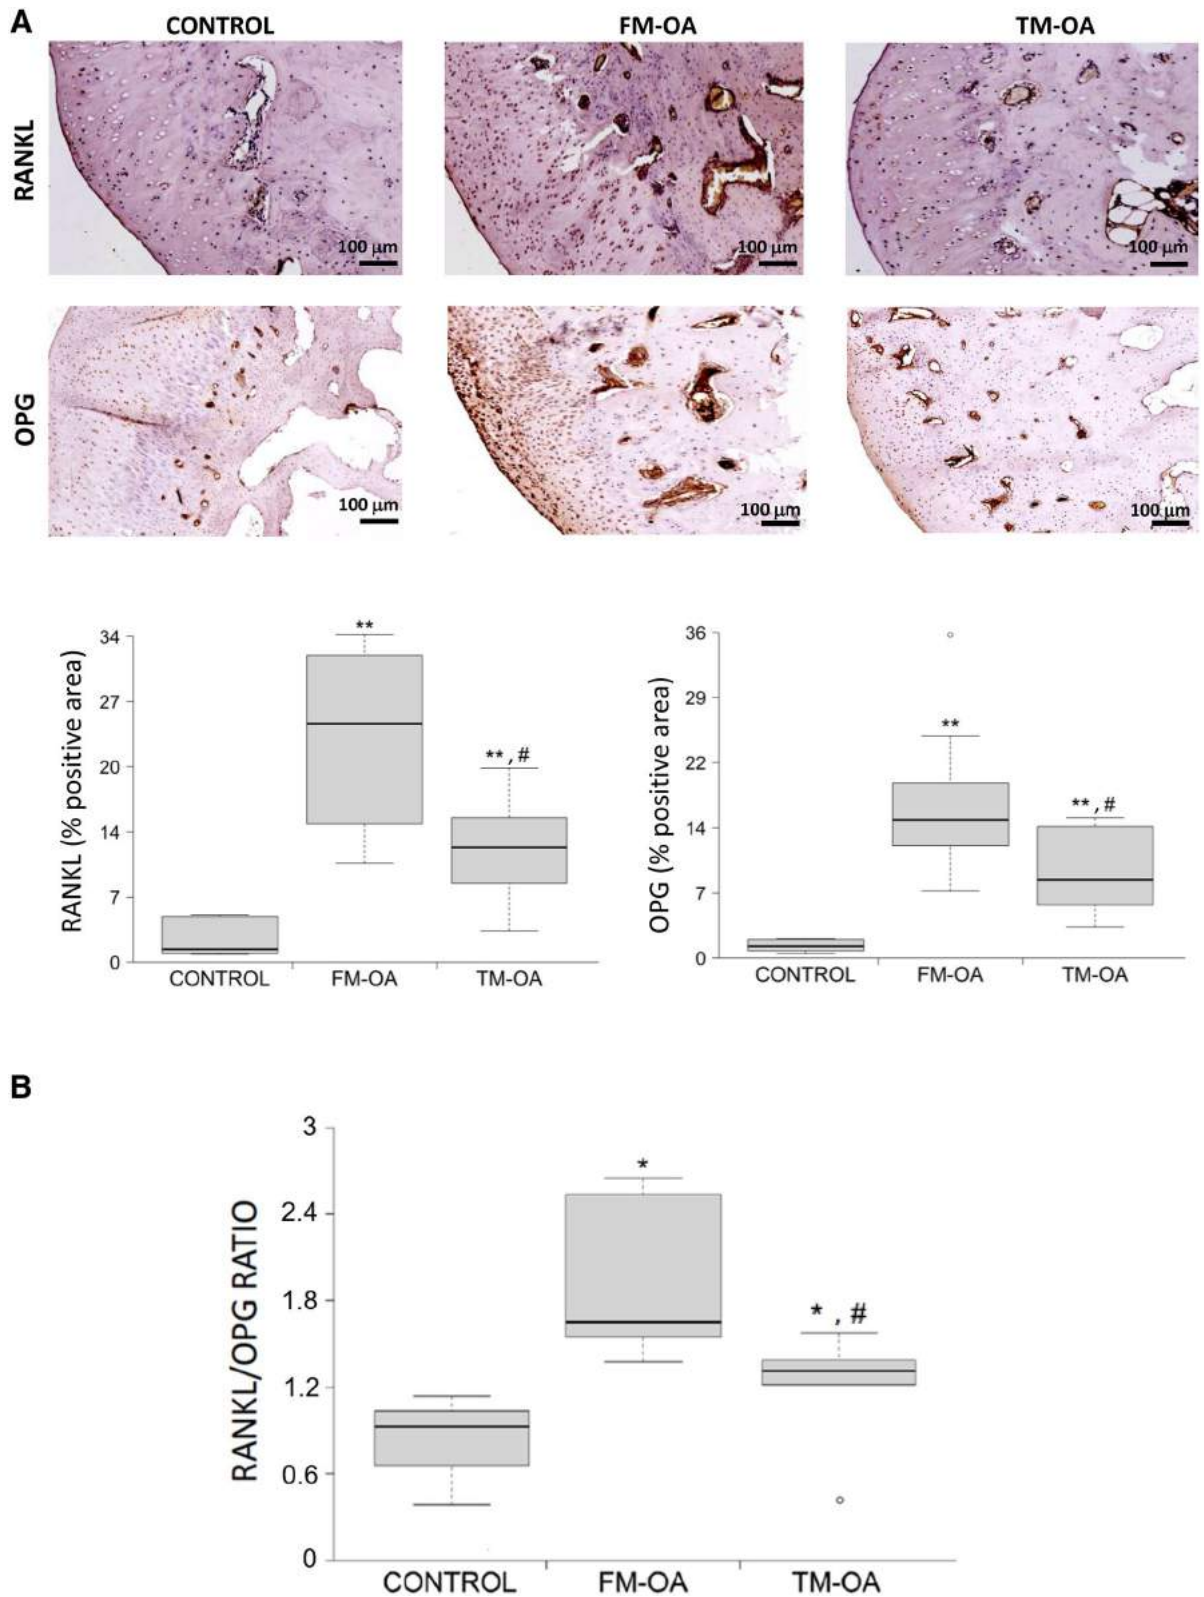 A
CONTROL
FM-OA
TM-OA
RANKL
100 µm
100 µm
100 µm
OPG
100 µm
100 µm
100 µm
RANKL (% positive area)
34
27
20
14
7
0
**
**,#
CONTROL
FM-OA
TM-OA
OPG (% positive area)
36
29
22
14
7
0
**
**,#
CONTROL
FM-OA
TM-OA
B
RANKL/OPG RATIO
3
2.4
1.8
1.2
0.6
0
*
* , #
CONTROL
FM-OA
TM-OA